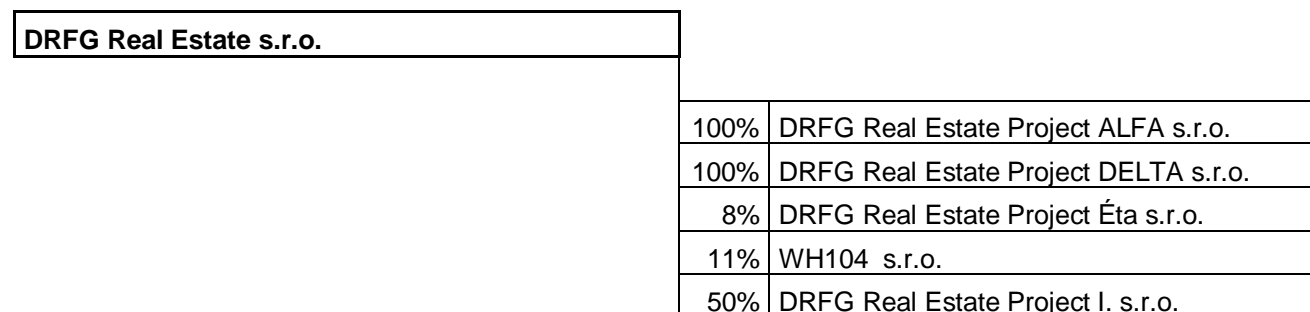 DRFG Real Estate s.r.o.
100% DRFG Real Estate Project ALFA s.r.o.
100% DRFG Real Estate Project DELTA s.r.o.
8% DRFG Real Estate Project Éta s.r.o.
11% WH104 s.r.o.
50% DRFG Real Estate Project I. s.r.o.